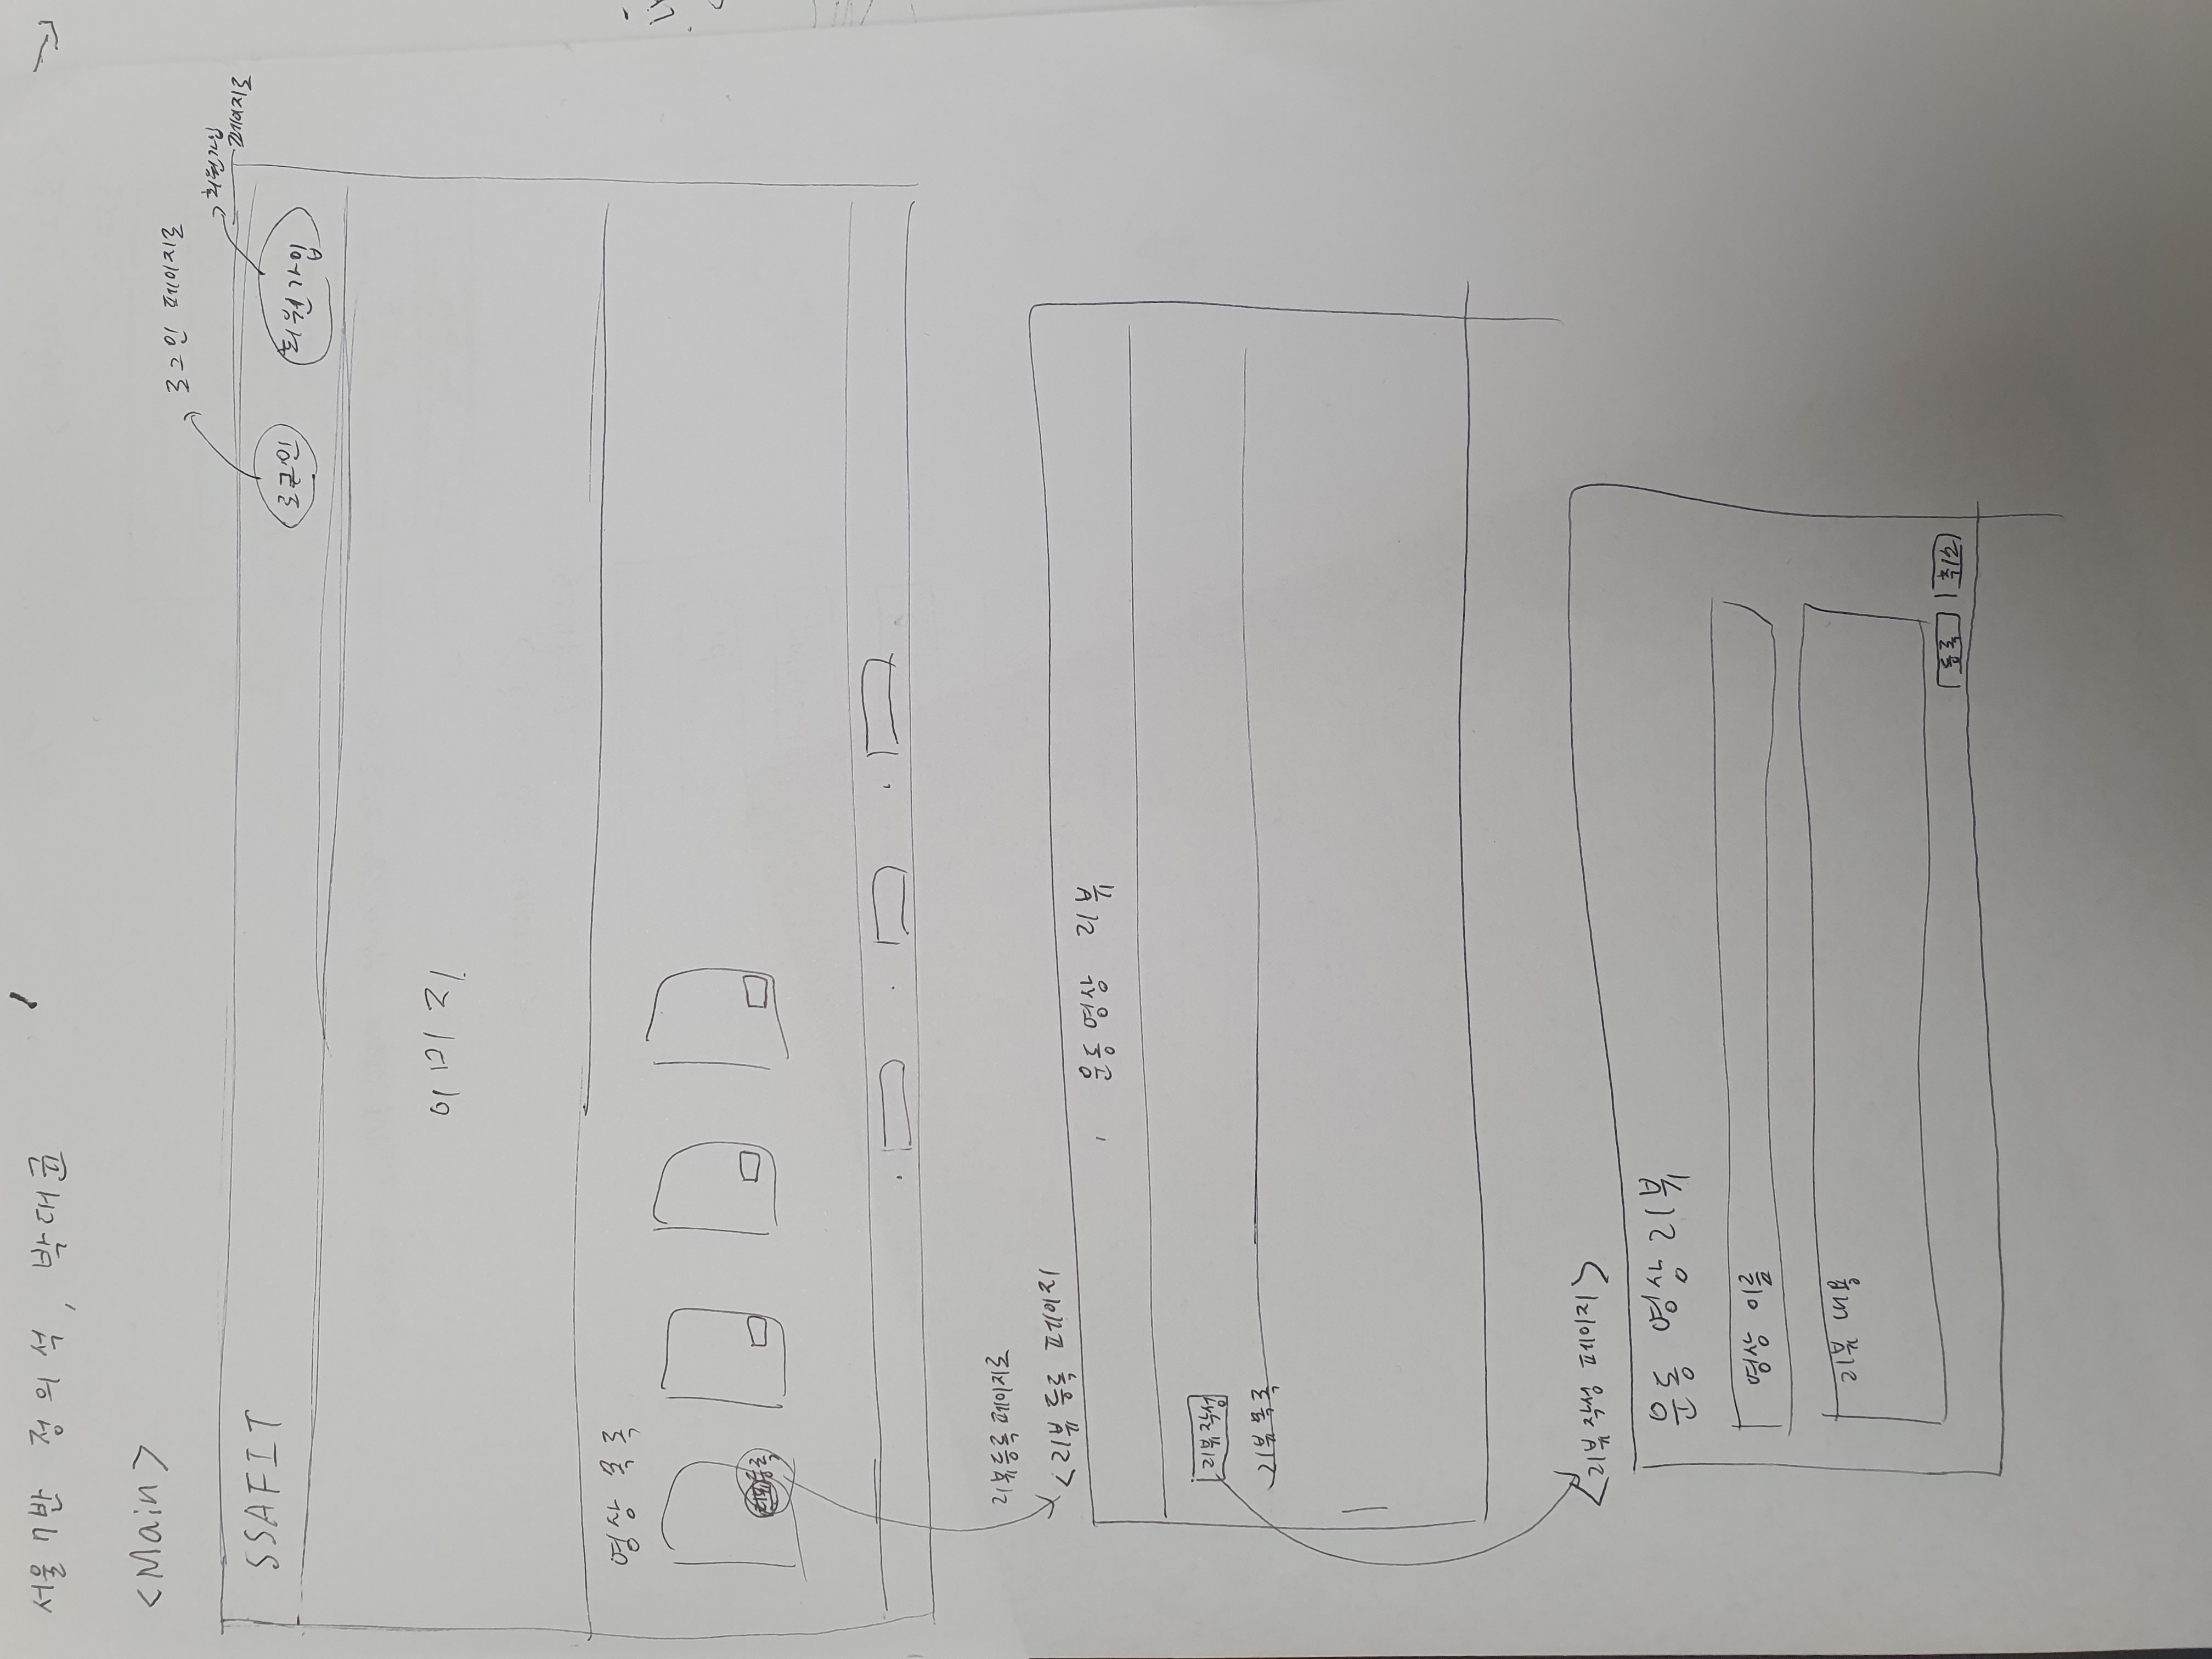 서울 7반 정의석, 박대균
<Main>
로그인 페이지로
회원가입
페이지로
SSAFIT
로그인
회원가입
이미지
영상 목록
등록
리뷰등록 페이지로
<리뷰 등록 페이지
운동영상 리뷰
리뷰작성
리뷰목록
<리뷰작성 페이지>
운동 영상 리뷰
영상 이름
리뷰 내용
등록 취소